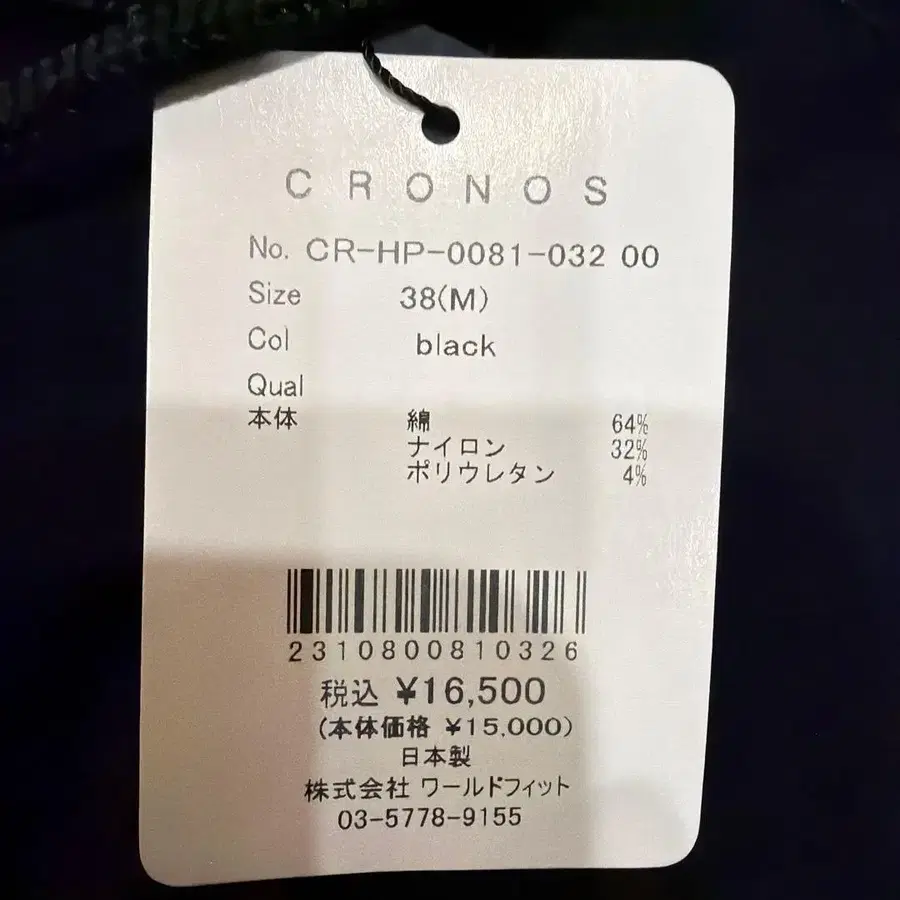 CRONOS
No. CR-HP-0081-032 00
Size 38(M)
Col black
Qual
本体 綿 64%
ナイロン 32%
ポリウレタン 4%
2310800810326
税込 ¥16,500
(本体価格 ¥15,000)
日本製
株式会社 ワールドフィット
03-5778-9155